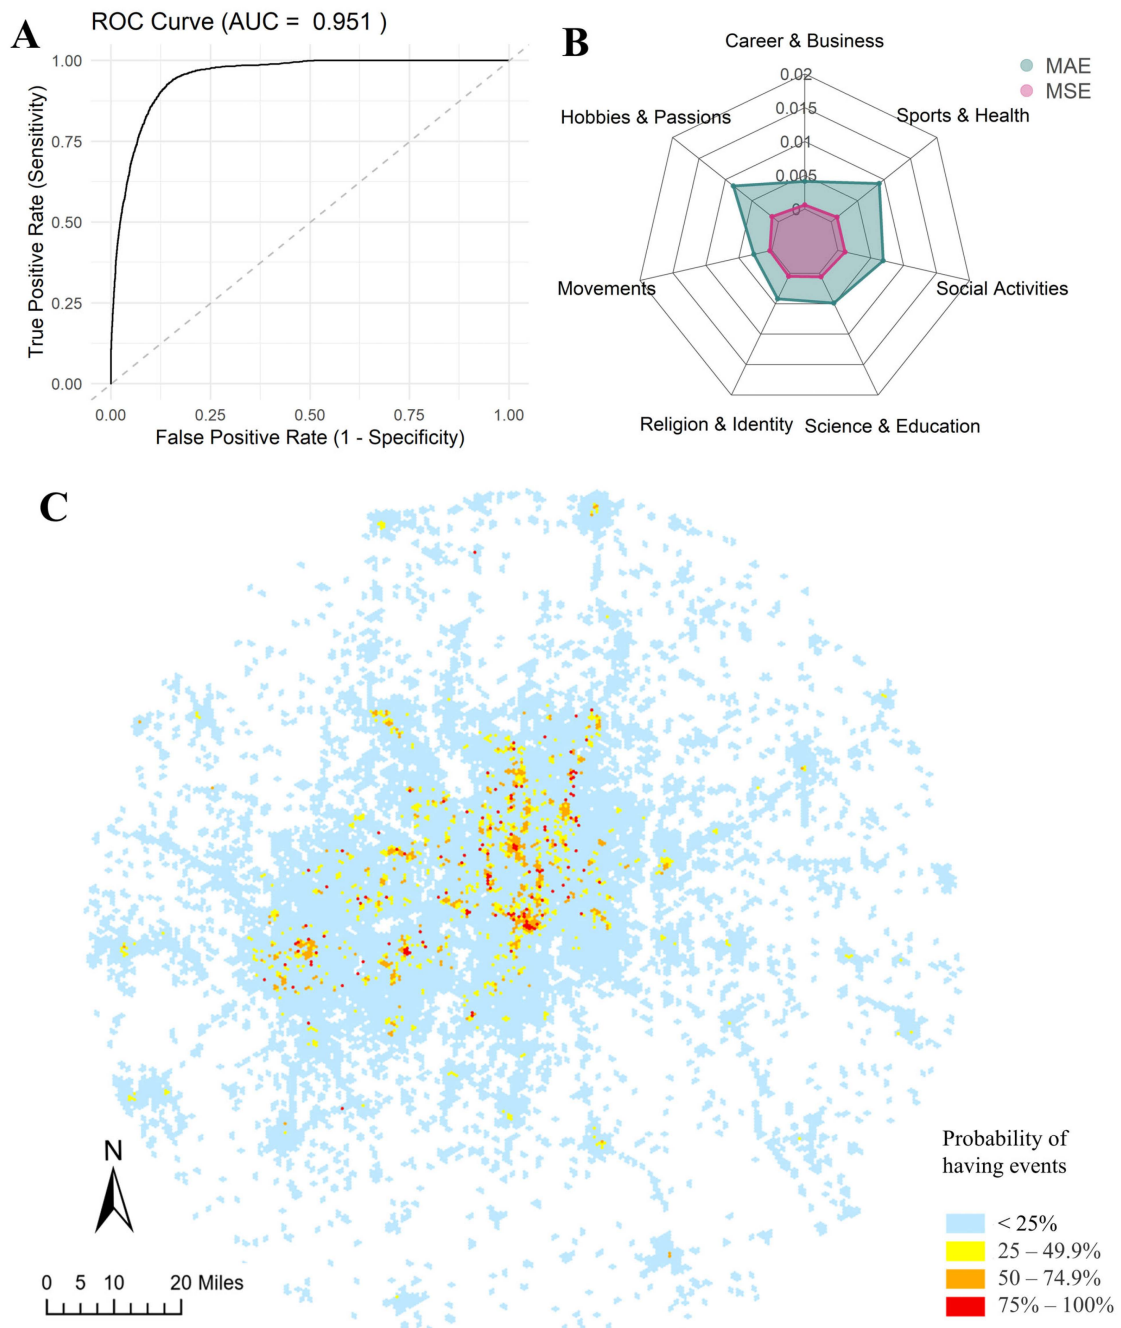 A
ROC Curve (AUC =  0.951 )
True Positive Rate (Sensitivity)
1.00
0.75
0.50
0.25
0.00
0.00 0.25 0.50 0.75 1.00
False Positive Rate (1 - Specificity)
B
Career & Business
MAE
MSE
0.02
0.015
0.01
0.005
0
Hobbies & Passions
Sports & Health
Movements
Social Activities
Religion & Identity
Science & Education
C
N
0 5 10 20 Miles
Probability of
having events
< 25%
25 – 49.9%
50 – 74.9%
75% – 100%